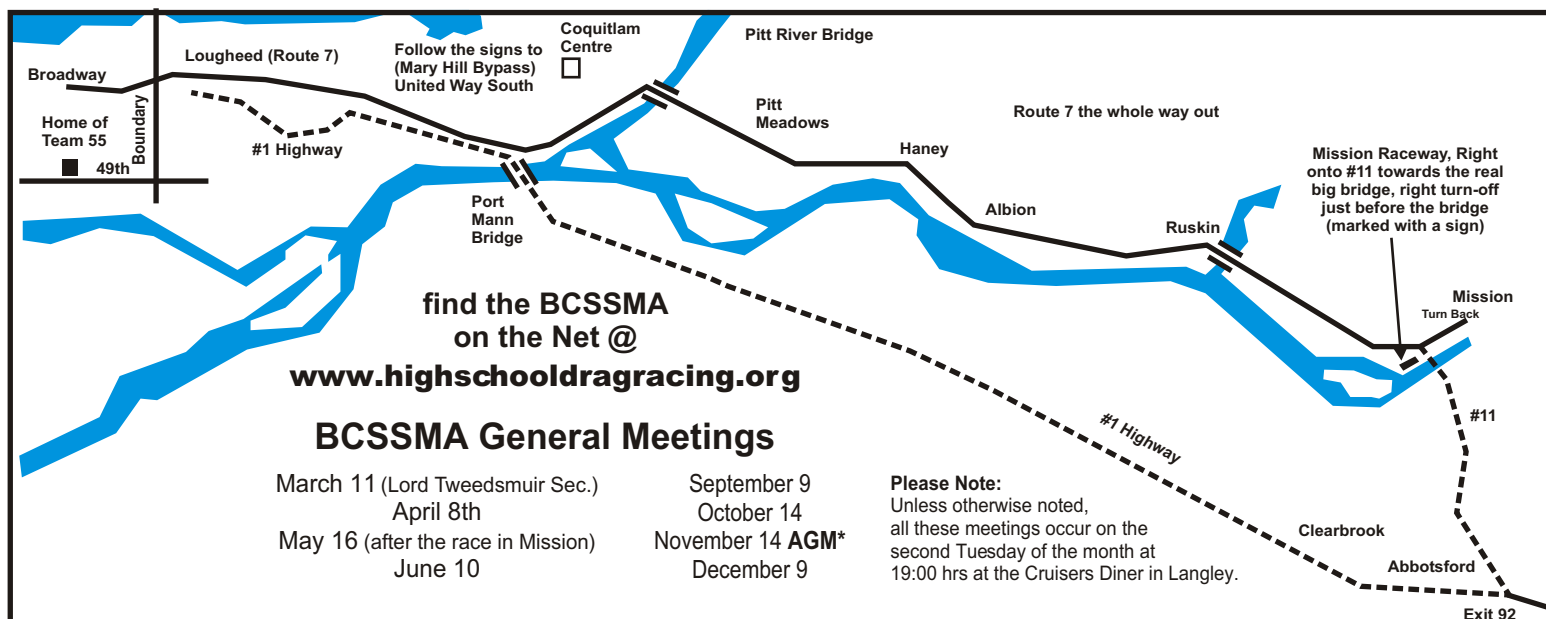 Broadway
Lougheed (Route 7)
Follow the signs to
(Mary Hill Bypass)
United Way South
Coquitlam
Centre
Pitt River Bridge
Home of
Team 55
49th
Boundary
#1 Highway
Pitt
Meadows
Route 7 the whole way out
Haney
Port
Mann
Bridge
Albion
Ruskin
Mission Raceway, Right
onto #11 towards the real
big bridge, right turn-off
just before the bridge
(marked with a sign)
Mission
Turn Back
find the BCSSMA
on the Net @
www.highschooldragracing.org
#1 Highway
#11
BCSSMA General Meetings
March 11 (Lord Tweedsmuir Sec.)
April 8th
May 16 (after the race in Mission)
June 10
September 9
October 14
November 14 AGM*
December 9
Please Note:
Unless otherwise noted,
all these meetings occur on the
second Tuesday of the month at
19:00 hrs at the Cruisers Diner in Langley.
Clearbrook
Abbotsford
Exit 92